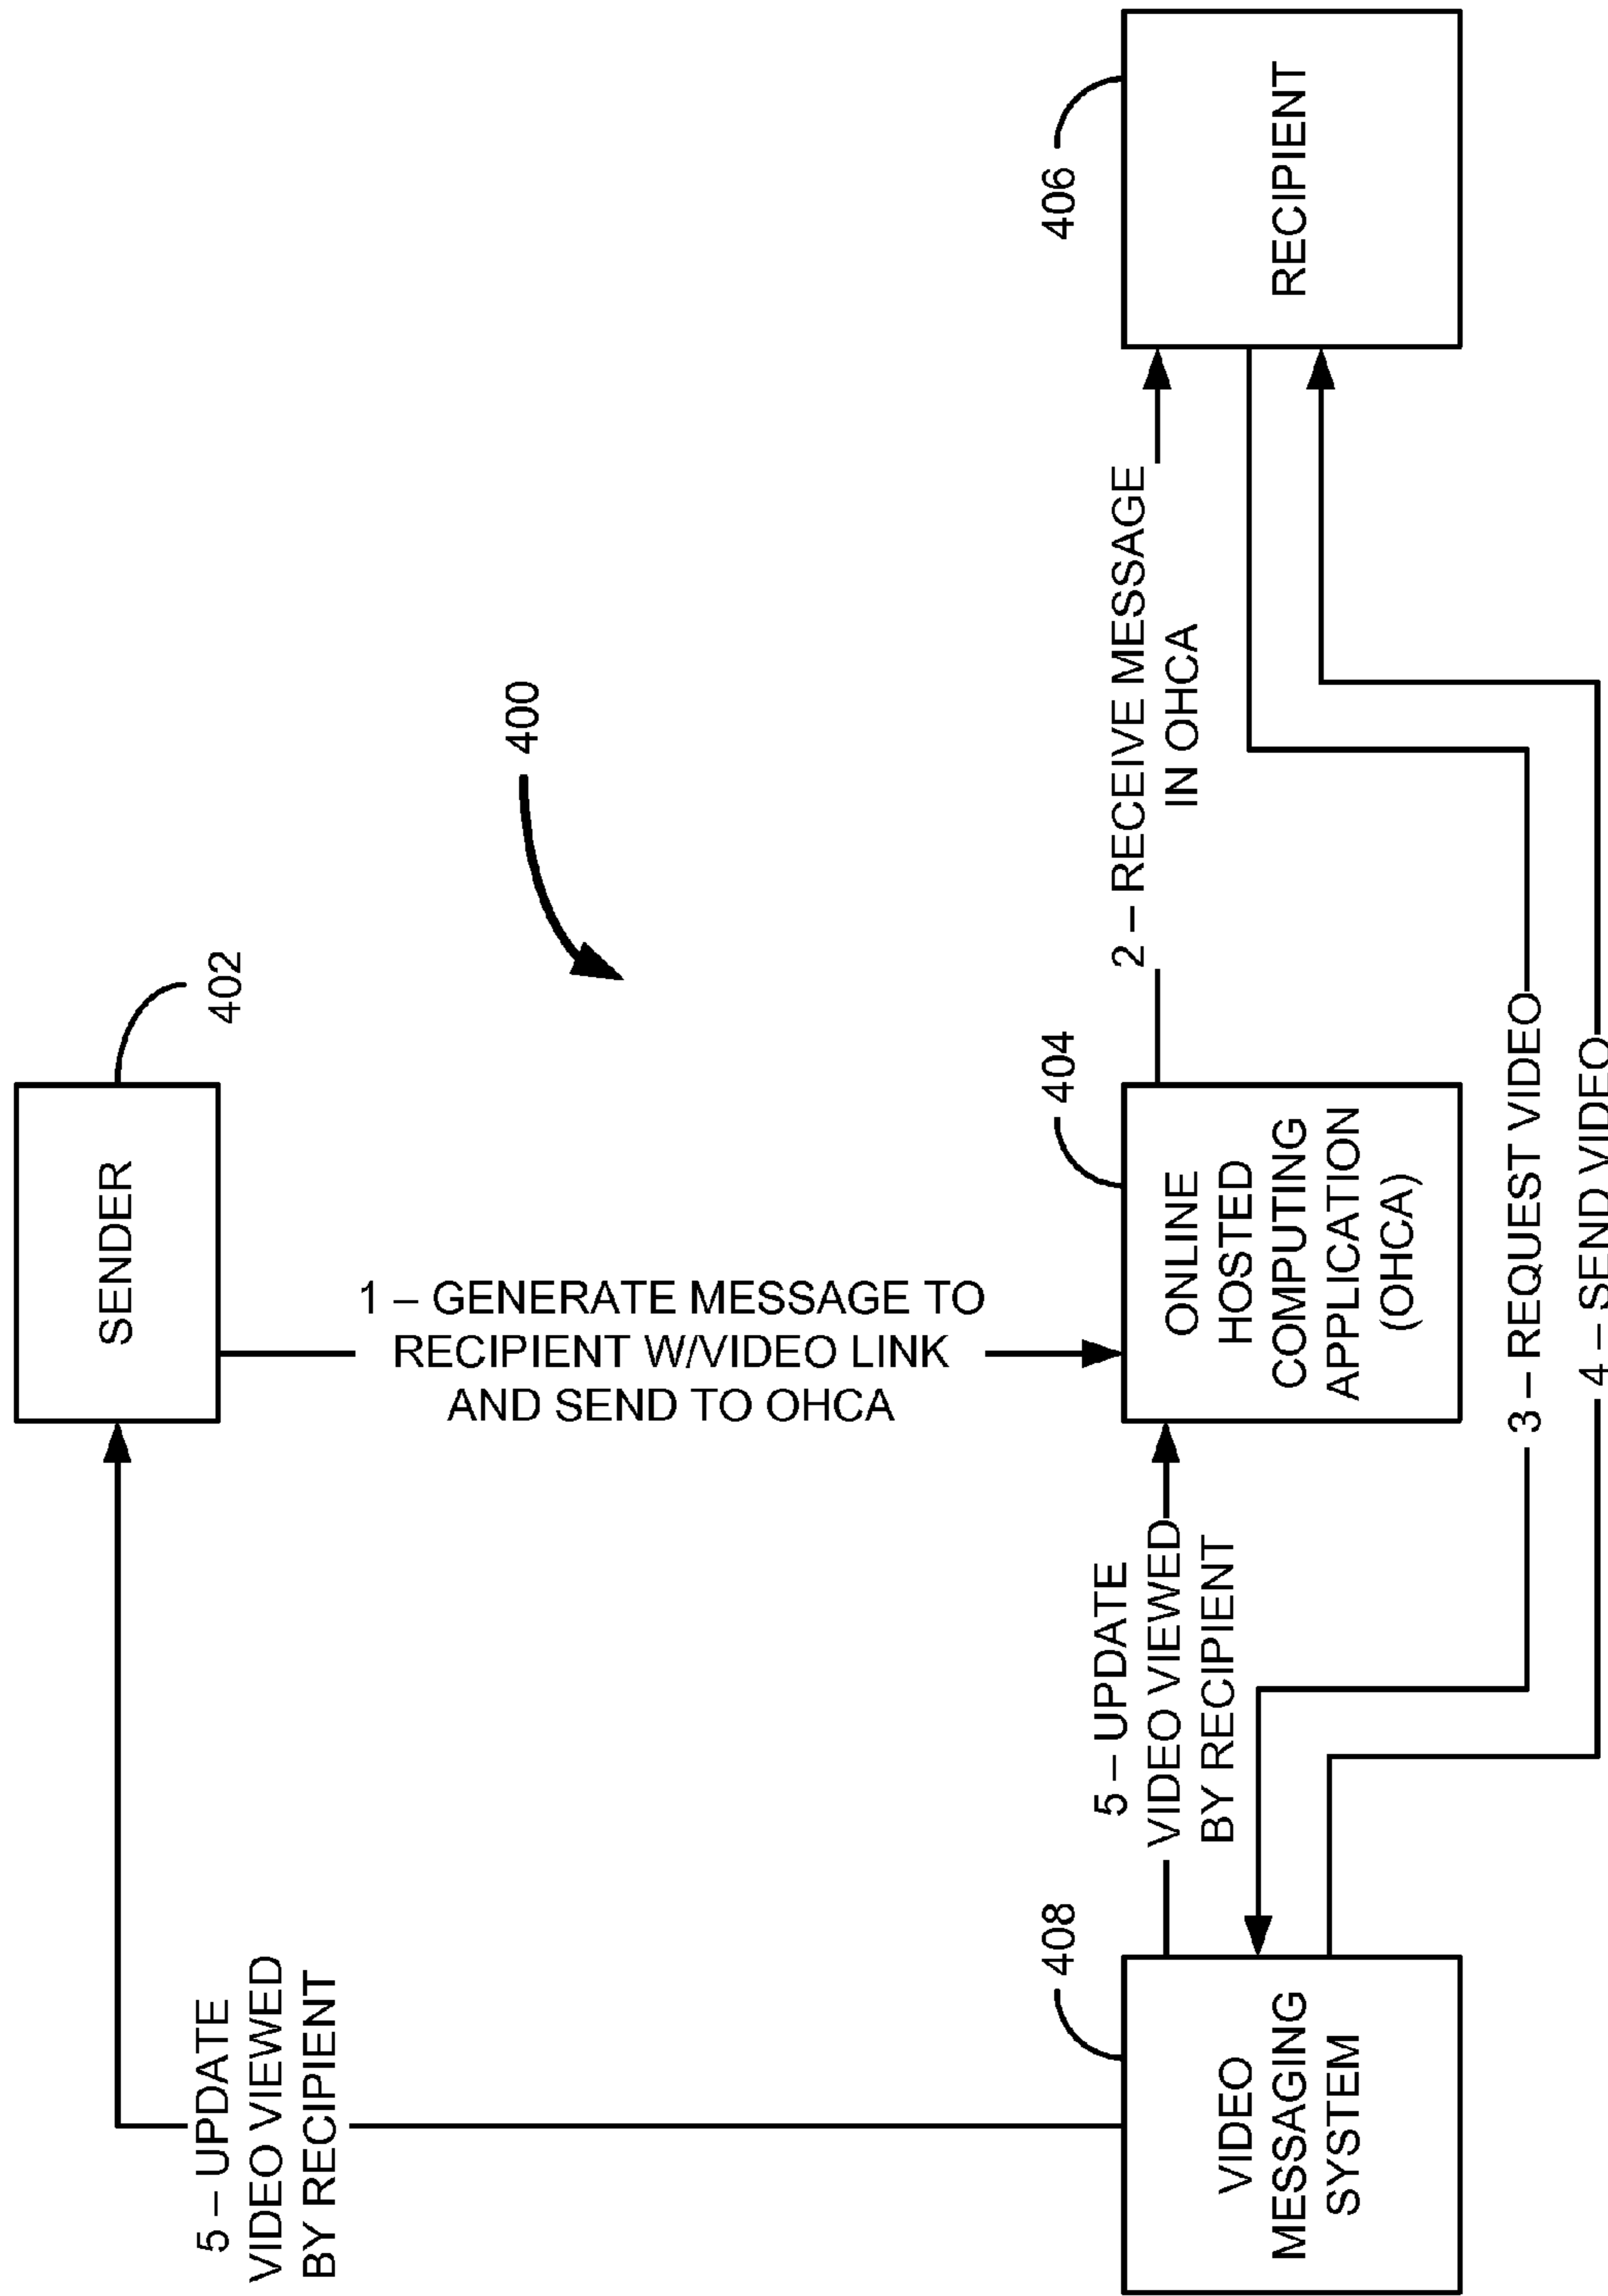 5 – UPDATE
VIDEO VIEWED
BY RECIPIENT
SENDER
402
1 – GENERATE MESSAGE TO
RECIPIENT W/VIDEO LINK
AND SEND TO OHCA
400
408
VIDEO
MESSAGING
SYSTEM
5 – UPDATE
VIDEO VIEWED
BY RECIPIENT
404
ONLINE
HOSTED
COMPUTING
APPLICATION
(OHCA)
2 – RECEIVE MESSAGE
IN OHCA
406
RECIPIENT
3 – REQUEST VIDEO
4 – SEND VIDEO